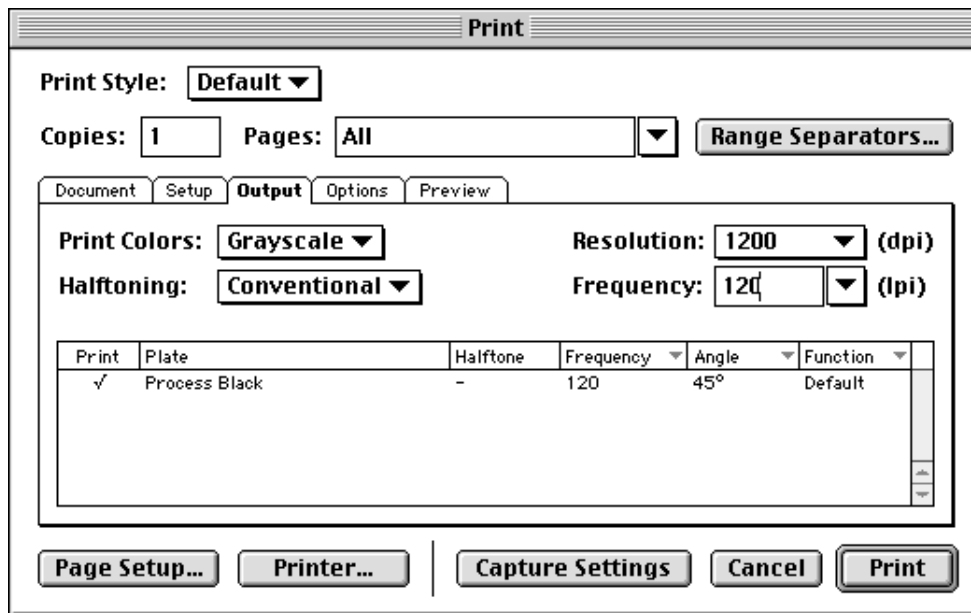 Print
Print Style: Default
Copies: 1 Pages: All Range Separators...
Document Setup Output Options Preview
Print Colors: Grayscale Resolution: 1200 (dpi)
Halftoning: Conventional Frequency: 120 (lpi)
Print Plate Halftone Frequency Angle Function
√ Process Black – 120 45° Default
Page Setup... Printer... Capture Settings Cancel Print